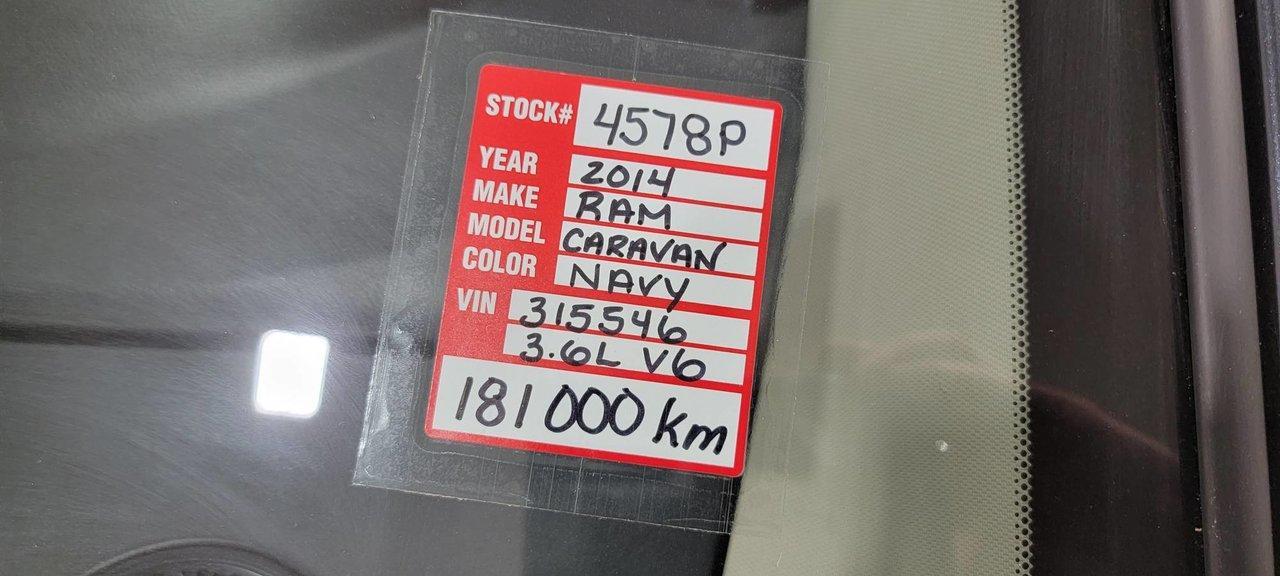 STOCK# 4578P
YEAR 2014
MAKE RAM
MODEL CARAVAN
COLOR NAVY
VIN 315546
3.6L V6
181000 km